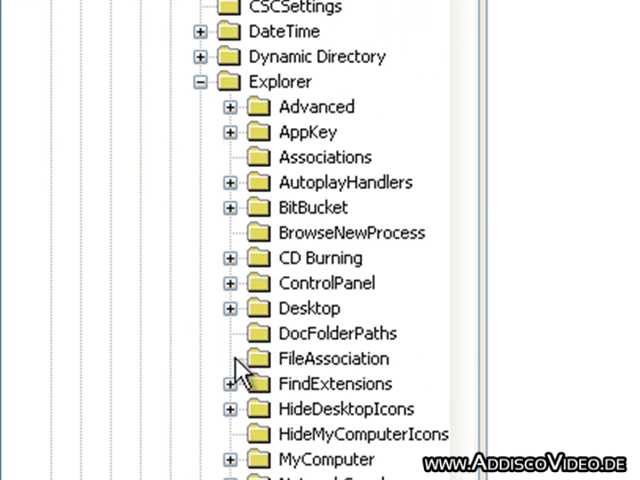 CSCSettings
DateTime
Dynamic Directory
Explorer
Advanced
AppKey
Associations
AutoplayHandlers
BitBucket
BrowseNewProcess
CD Burning
ControlPanel
Desktop
DocFolderPaths
FileAssociation
FindExtensions
HideDesktopIcons
HideMyComputerIcons
MyComputer
www.AddiscoVideo.de